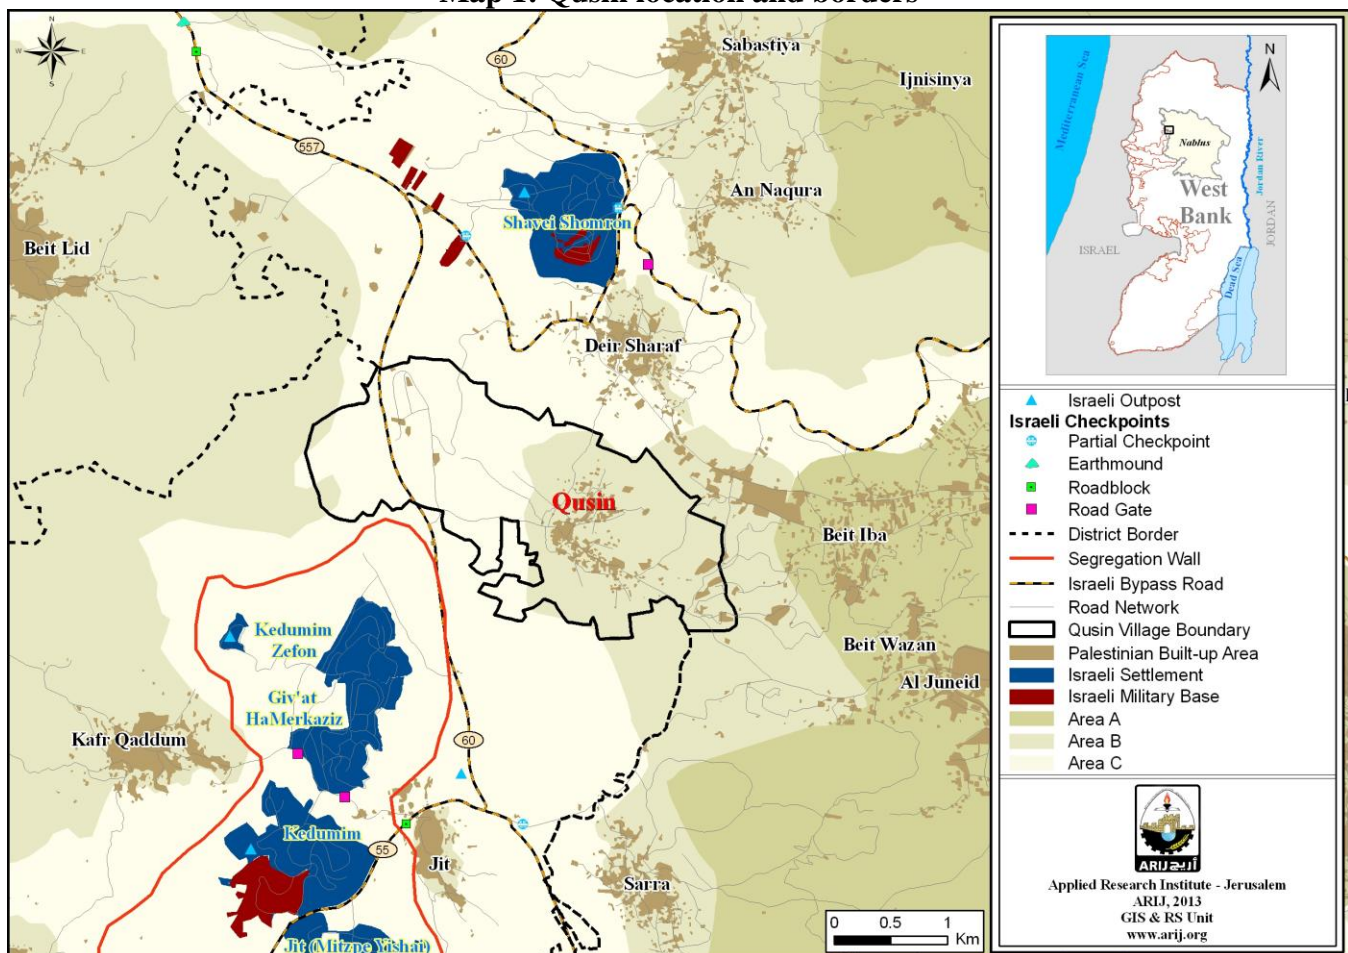 Map 1: Qusin location and borders
N
W
E
S
60
Sabastiya
Ijnisinya
557
An Naqura
Shavei Shomron
Beit Lid
Deir Sharaf
Qusin
Beit Iba
Kedumim
Zefon
Beit Wazan
Al Juneid
Giv'at
HaMerkaziz
Kafr Qaddum
60
Kedumim
55
Jit
Sarra
Jit (Mitzpe Yishai)
0 0.5 1
Km
N
Mediterranean Sea
Nablus
West
Bank
Jordan River
JORDAN
ISRAEL
Dead Sea
Israeli Outpost
Israeli Checkpoints
Partial Checkpoint
Earthmound
Roadblock
Road Gate
District Border
Segregation Wall
Israeli Bypass Road
Road Network
Qusin Village Boundary
Palestinian Built-up Area
Israeli Settlement
Israeli Military Base
Area A
Area B
Area C
ARIJ أريج
Applied Research Institute - Jerusalem
ARIJ, 2013
GIS & RS Unit
www.arij.org